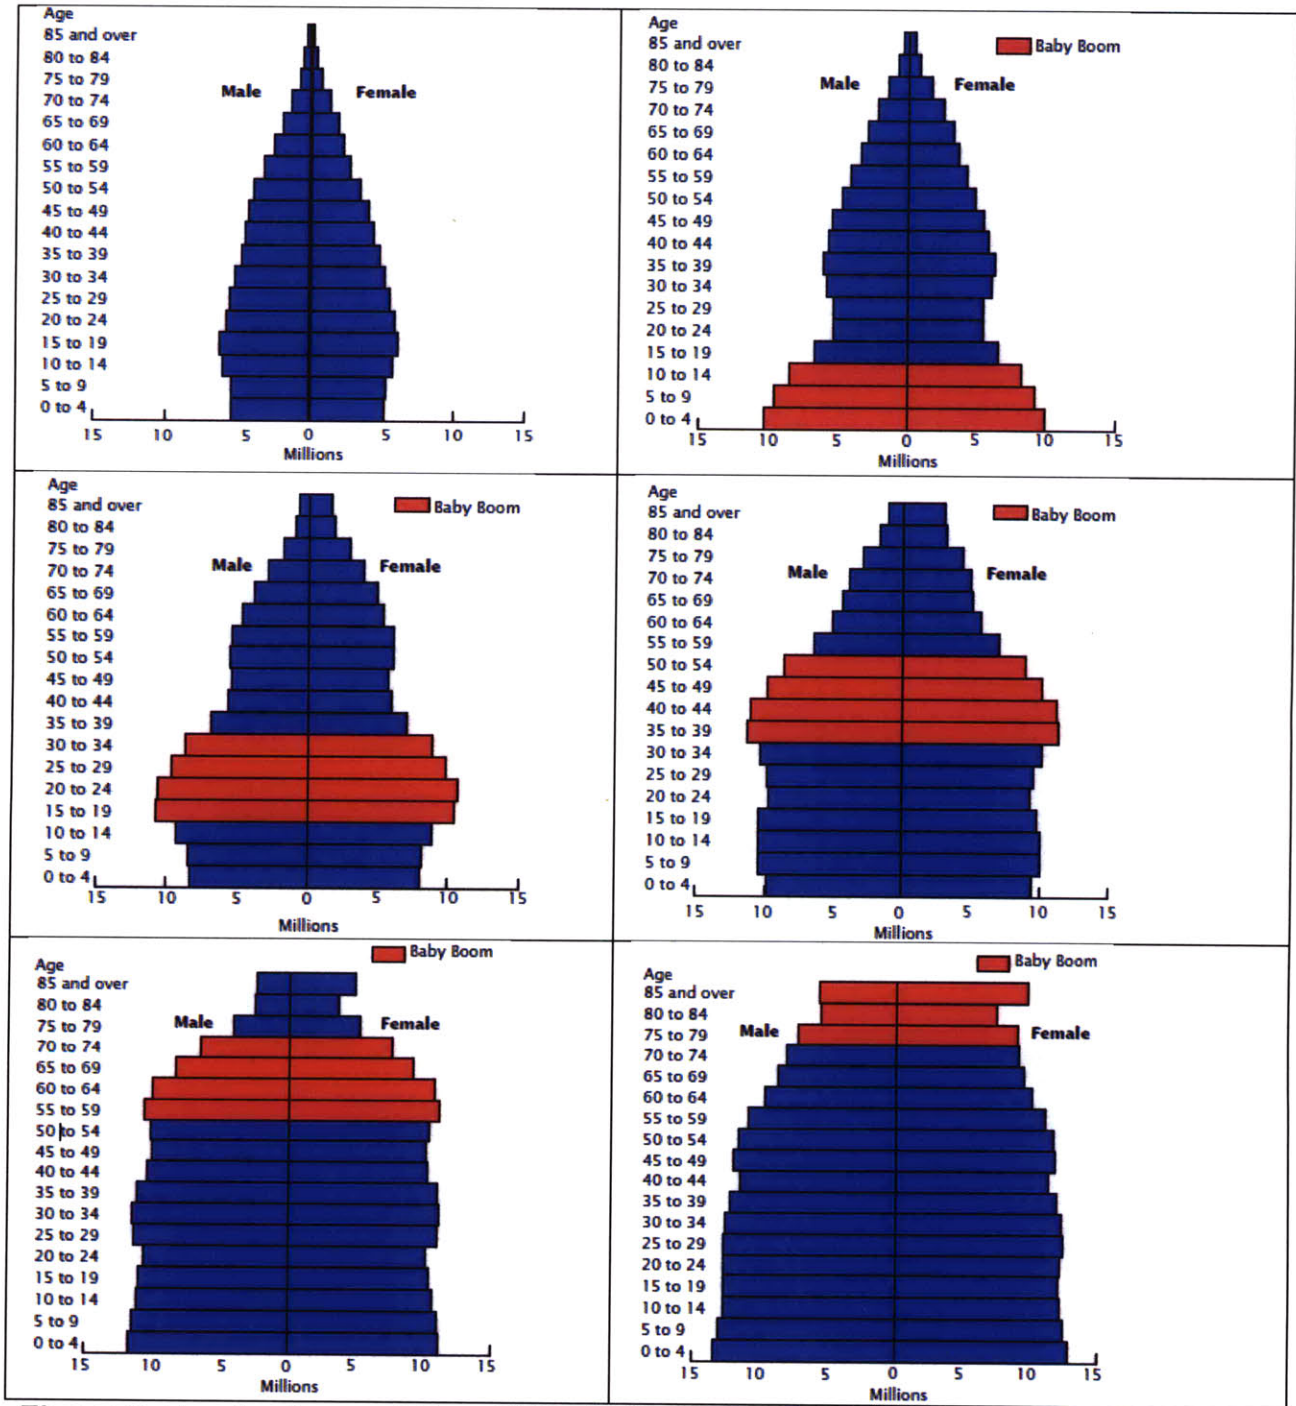 Age
85 and over
80 to 84
75 to 79
Male Female
70 to 74
65 to 69
60 to 64
55 to 59
50 to 54
45 to 49
40 to 44
35 to 39
30 to 34
25 to 29
20 to 24
15 to 19
10 to 14
5 to 9
0 to 4
15 10 5 0 5 10 15
Millions
Age
85 and over
Baby Boom
80 to 84
75 to 79
Male Female
70 to 74
65 to 69
60 to 64
55 to 59
50 to 54
45 to 49
40 to 44
35 to 39
30 to 34
25 to 29
20 to 24
15 to 19
10 to 14
5 to 9
0 to 4
15 10 5 0 5 10 15
Millions
Age
85 and over
Baby Boom
80 to 84
75 to 79
Male Female
70 to 74
65 to 69
60 to 64
55 to 59
50 to 54
45 to 49
40 to 44
35 to 39
30 to 34
25 to 29
20 to 24
15 to 19
10 to 14
5 to 9
0 to 4
15 10 5 0 5 10 15
Millions
Age
85 and over
Baby Boom
80 to 84
75 to 79
Male Female
70 to 74
65 to 69
60 to 64
55 to 59
50 to 54
45 to 49
40 to 44
35 to 39
30 to 34
25 to 29
20 to 24
15 to 19
10 to 14
5 to 9
0 to 4
15 10 5 0 5 10 15
Millions
Baby Boom
Age
85 and over
80 to 84
75 to 79 Male Female
70 to 74
65 to 69
60 to 64
55 to 59
50 to 54
45 to 49
40 to 44
35 to 39
30 to 34
25 to 29
20 to 24
15 to 19
10 to 14
5 to 9
0 to 4
15 10 5 0 5 10 15
Millions
Baby Boom
Age
85 and over
80 to 84
75 to 79 Male Female
70 to 74
65 to 69
60 to 64
55 to 59
50 to 54
45 to 49
40 to 44
35 to 39
30 to 34
25 to 29
20 to 24
15 to 19
10 to 14
5 to 9
0 to 4
15 10 5 0 5 10 15
Millions